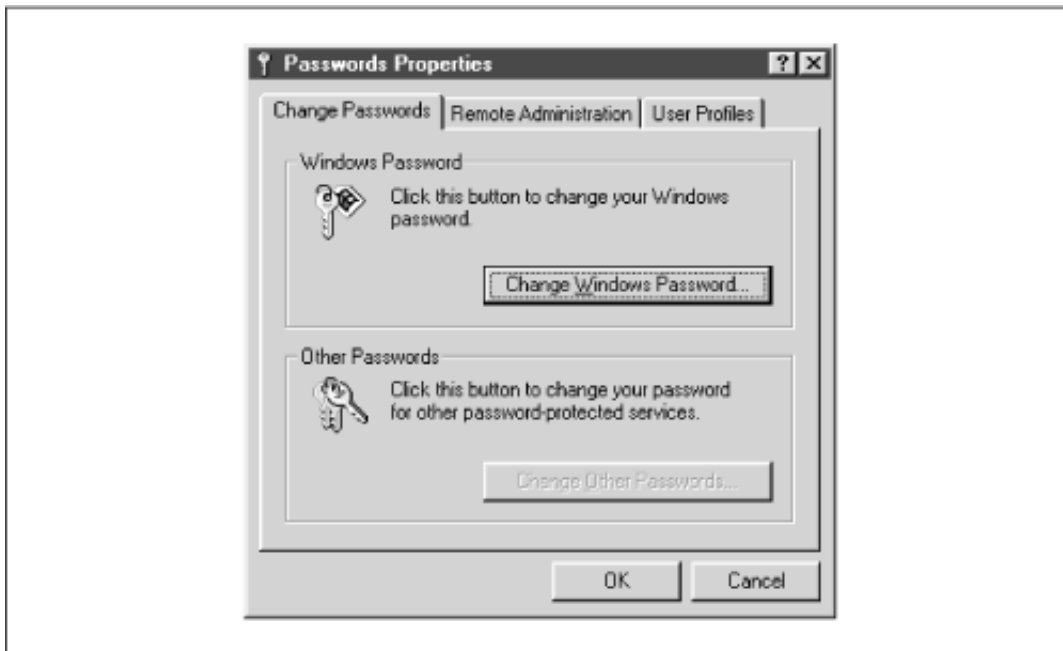 Passwords Properties
Change Passwords
Remote Administration
User Profiles
Windows Password
Click this button to change your Windows
password.
Change Windows Password...
Other Passwords
Click this button to change your password
for other password-protected services.
Change Other Passwords...
OK
Cancel